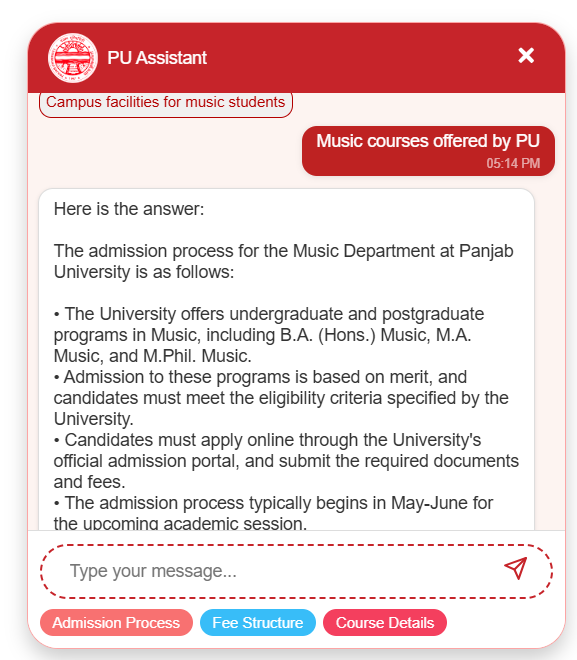 PU Assistant
Campus facilities for music students
Music courses offered by PU
05:14 PM
Here is the answer:
The admission process for the Music Department at Panjab
University is as follows:
• The University offers undergraduate and postgraduate
programs in Music, including B.A. (Hons.) Music, M.A.
Music, and M.Phil. Music.
• Admission to these programs is based on merit, and
candidates must meet the eligibility criteria specified by the
University.
• Candidates must apply online through the University's
official admission portal, and submit the required documents
and fees.
• The admission process typically begins in May-June for
the upcoming academic session.
Type your message...
Admission Process
Fee Structure
Course Details